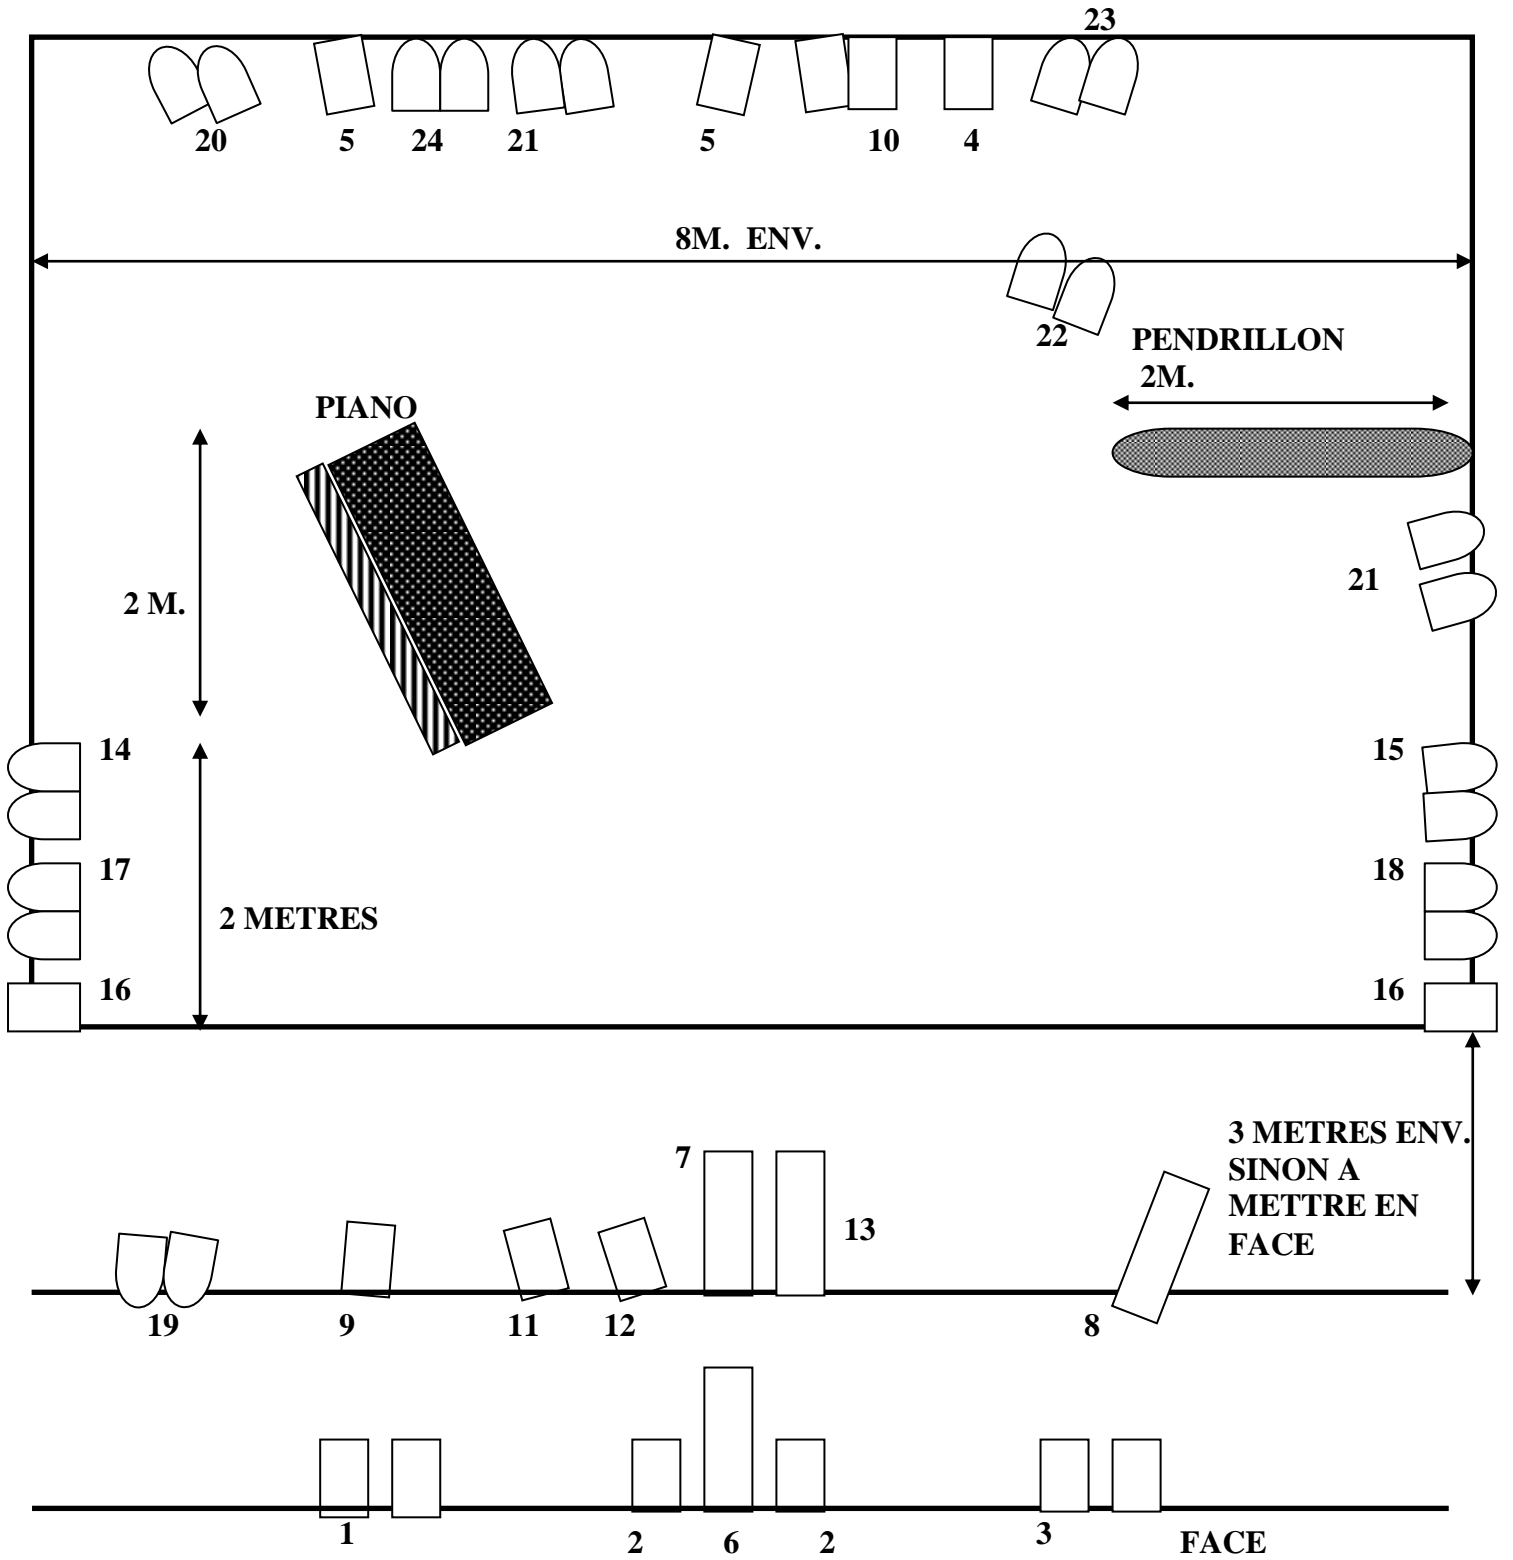 23
20 5 24 21 5 10 4
8M. ENV.
22
PENDRILLON
2M.
PIANO
21
2 M.
14 15
17 18
2 METRES
16 16
3 METRES ENV.
SINON A
METTRE EN
FACE
7
13
19 9 11 12 8
1 2 6 2 3 FACE